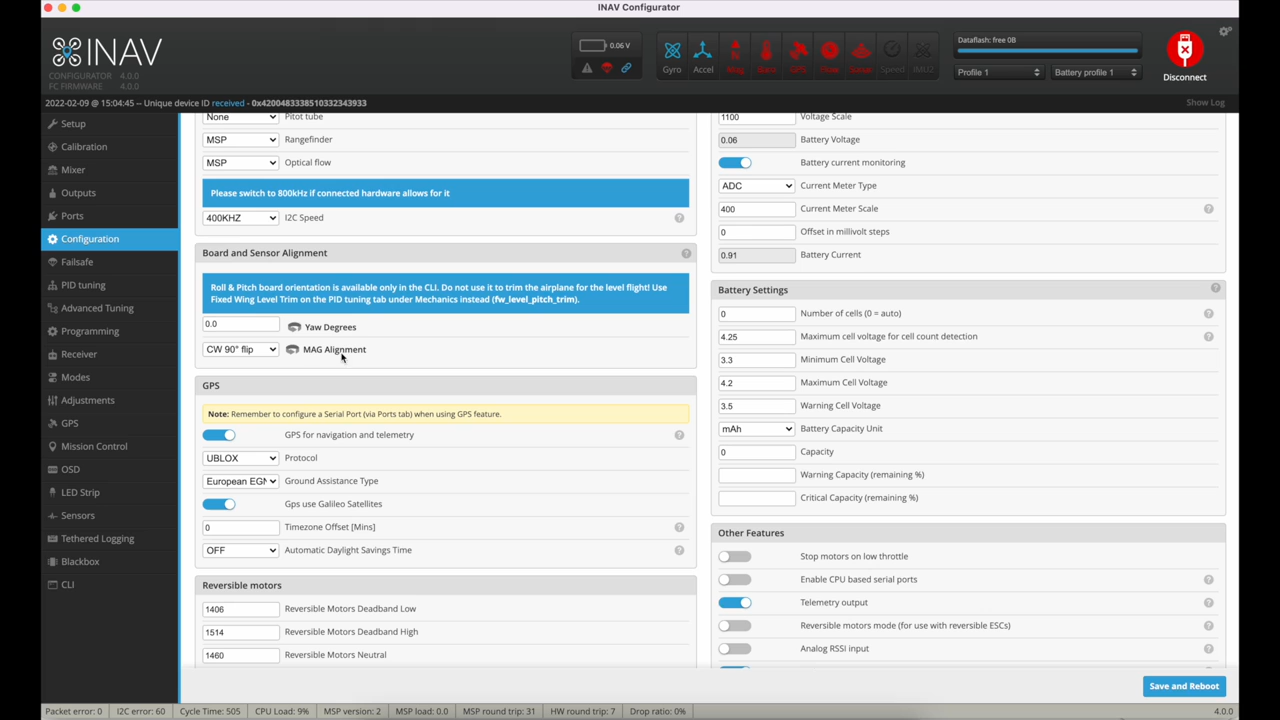 INAV Configurator
INAV
CONFIGURATOR 4.0.0
FC FIRMWARE 4.0.0
0.06 V
Gyro
Accel
GPS
Flow
Sonar
Speed
IMU2
Dataflash: free 0B
Profile 1
Battery profile 1
Disconnect
2022-02-09 @ 15:04:45 -- Unique device ID received - 0x4200483338510332343933
Show Log
Setup
Calibration
Mixer
Outputs
Ports
Configuration
Failsafe
PID tuning
Advanced Tuning
Programming
Receiver
Modes
Adjustments
GPS
Mission Control
OSD
LED Strip
Sensors
Tethered Logging
Blackbox
CLI
None Pitot tube
MSP Rangefinder
MSP Optical flow
Please switch to 800kHz if connected hardware allows for it
400KHZ I2C Speed
Board and Sensor Alignment
Roll & Pitch board orientation is available only in the CLI. Do not use it to trim the airplane for the level flight! Use
Fixed Wing Level Trim on the PID tuning tab under Mechanics instead (fw_level_pitch_trim).
0.0 Yaw Degrees
CW 90° flip MAG Alignment
GPS
Note: Remember to configure a Serial Port (via Ports tab) when using GPS feature.
GPS for navigation and telemetry
UBLOX Protocol
European EGN Ground Assistance Type
Gps use Galileo Satellites
0 Timezone Offset [Mins]
OFF Automatic Daylight Savings Time
Reversible motors
1406 Reversible Motors Deadband Low
1514 Reversible Motors Deadband High
1460 Reversible Motors Neutral
1100 Voltage Scale
0.06 Battery Voltage
Battery current monitoring
ADC Current Meter Type
400 Current Meter Scale
0 Offset in millivolt steps
0.91 Battery Current
Battery Settings
0 Number of cells (0 = auto)
4.25 Maximum cell voltage for cell count detection
3.3 Minimum Cell Voltage
4.2 Maximum Cell Voltage
3.5 Warning Cell Voltage
mAh Battery Capacity Unit
0 Capacity
Warning Capacity (remaining %)
Critical Capacity (remaining %)
Other Features
Stop motors on low throttle
Enable CPU based serial ports
Telemetry output
Reversible motors mode (for use with reversible ESCs)
Analog RSSI input
Save and Reboot
Packet error: 0
I2C error: 60
Cycle Time: 505
CPU Load: 9%
MSP version: 2
MSP load: 0.0
MSP round trip: 31
HW round trip: 7
Drop ratio: 0%
4.0.0